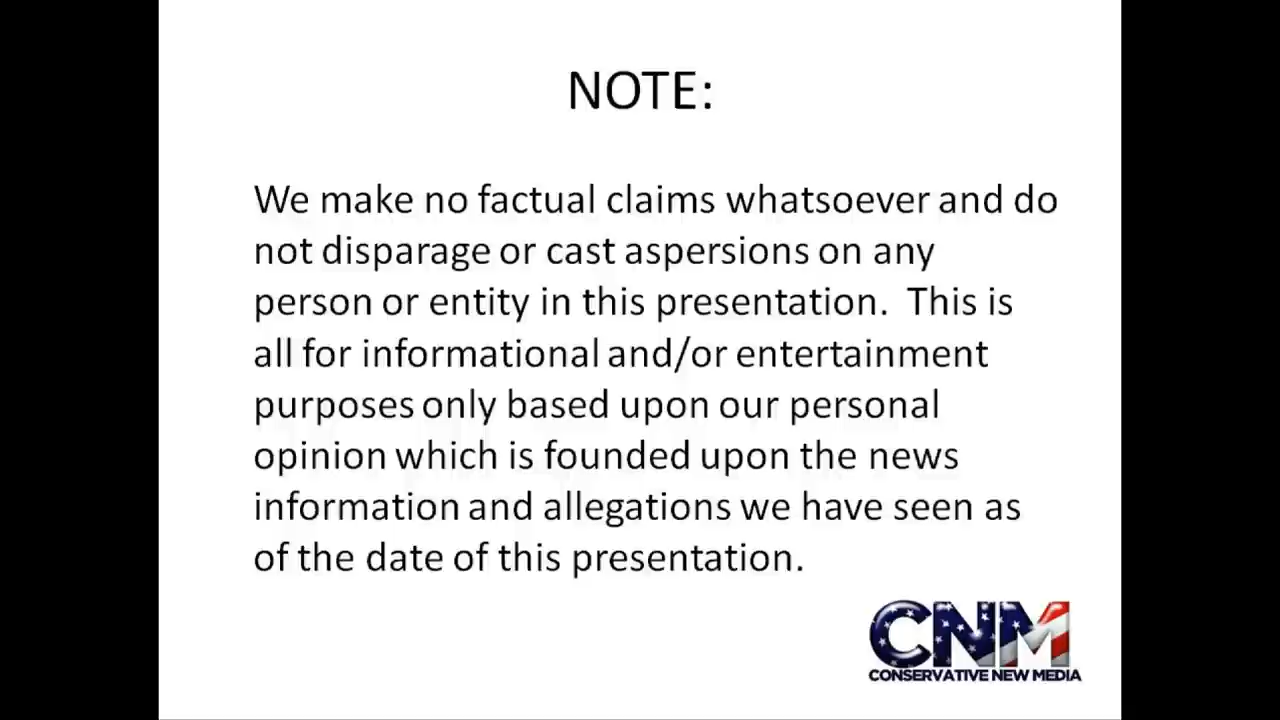 NOTE:
We make no factual claims whatsoever and do
not disparage or cast aspersions on any
person or entity in this presentation.  This is
all for informational and/or entertainment
purposes only based upon our personal
opinion which is founded upon the news
information and allegations we have seen as
of the date of this presentation.
CNM
CONSERVATIVE NEW MEDIA